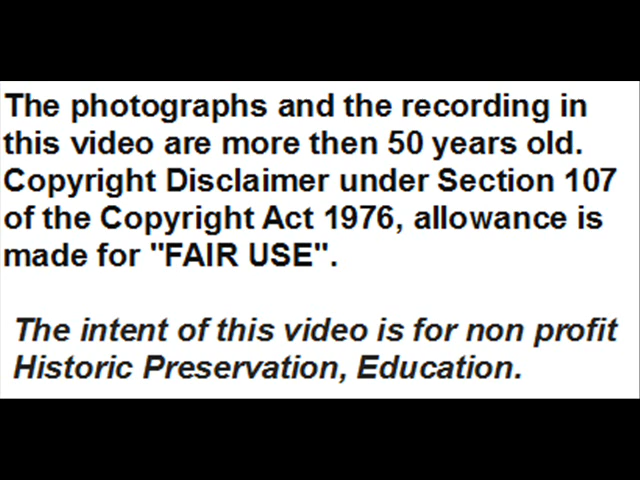 The photographs and the recording in
this video are more then 50 years old.
Copyright Disclaimer under Section 107
of the Copyright Act 1976, allowance is
made for "FAIR USE".
The intent of this video is for non profit
Historic Preservation, Education.